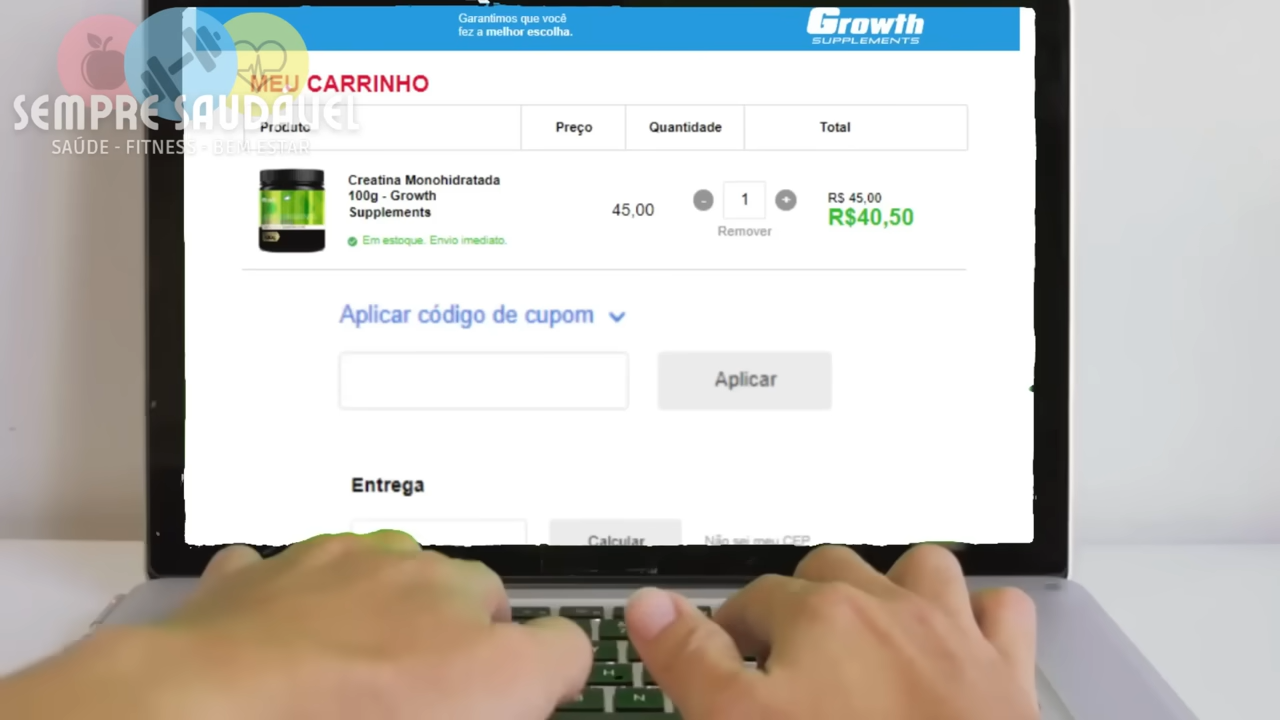 Garantimos que você
fez a melhor escolha.
Growth
SUPPLEMENTS
MEU CARRINHO
SEMPRE SAUDAVEL
SAÚDE - FITNESS - BEM ESTAR
Produto
Preço
Quantidade
Total
Creatina Monohidratada
100g - Growth
Supplements
Em estoque. Envio imediato.
45,00
-
1
+
Remover
R$ 45,00
R$40,50
Aplicar código de cupom
Aplicar
Entrega
Calcular
Não sei meu CEP
H
N